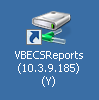 VBECSReports
(10.3.9.185)
(Y)